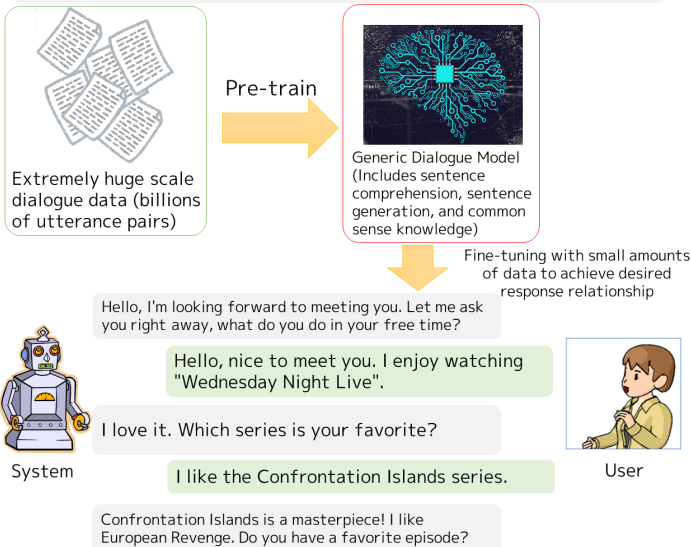 Pre-train
Extremely huge scale
dialogue data (billions
of utterance pairs)
Generic Dialogue Model
(Includes sentence
comprehension, sentence
generation, and common
sense knowledge)
Fine-tuning with small amounts
of data to achieve desired
response relationship
Hello, I'm looking forward to meeting you. Let me ask
you right away, what do you do in your free time?
Hello, nice to meet you. I enjoy watching
"Wednesday Night Live".
I love it. Which series is your favorite?
System
User
I like the Confrontation Islands series.
Confrontation Islands is a masterpiece! I like
European Revenge. Do you have a favorite episode?